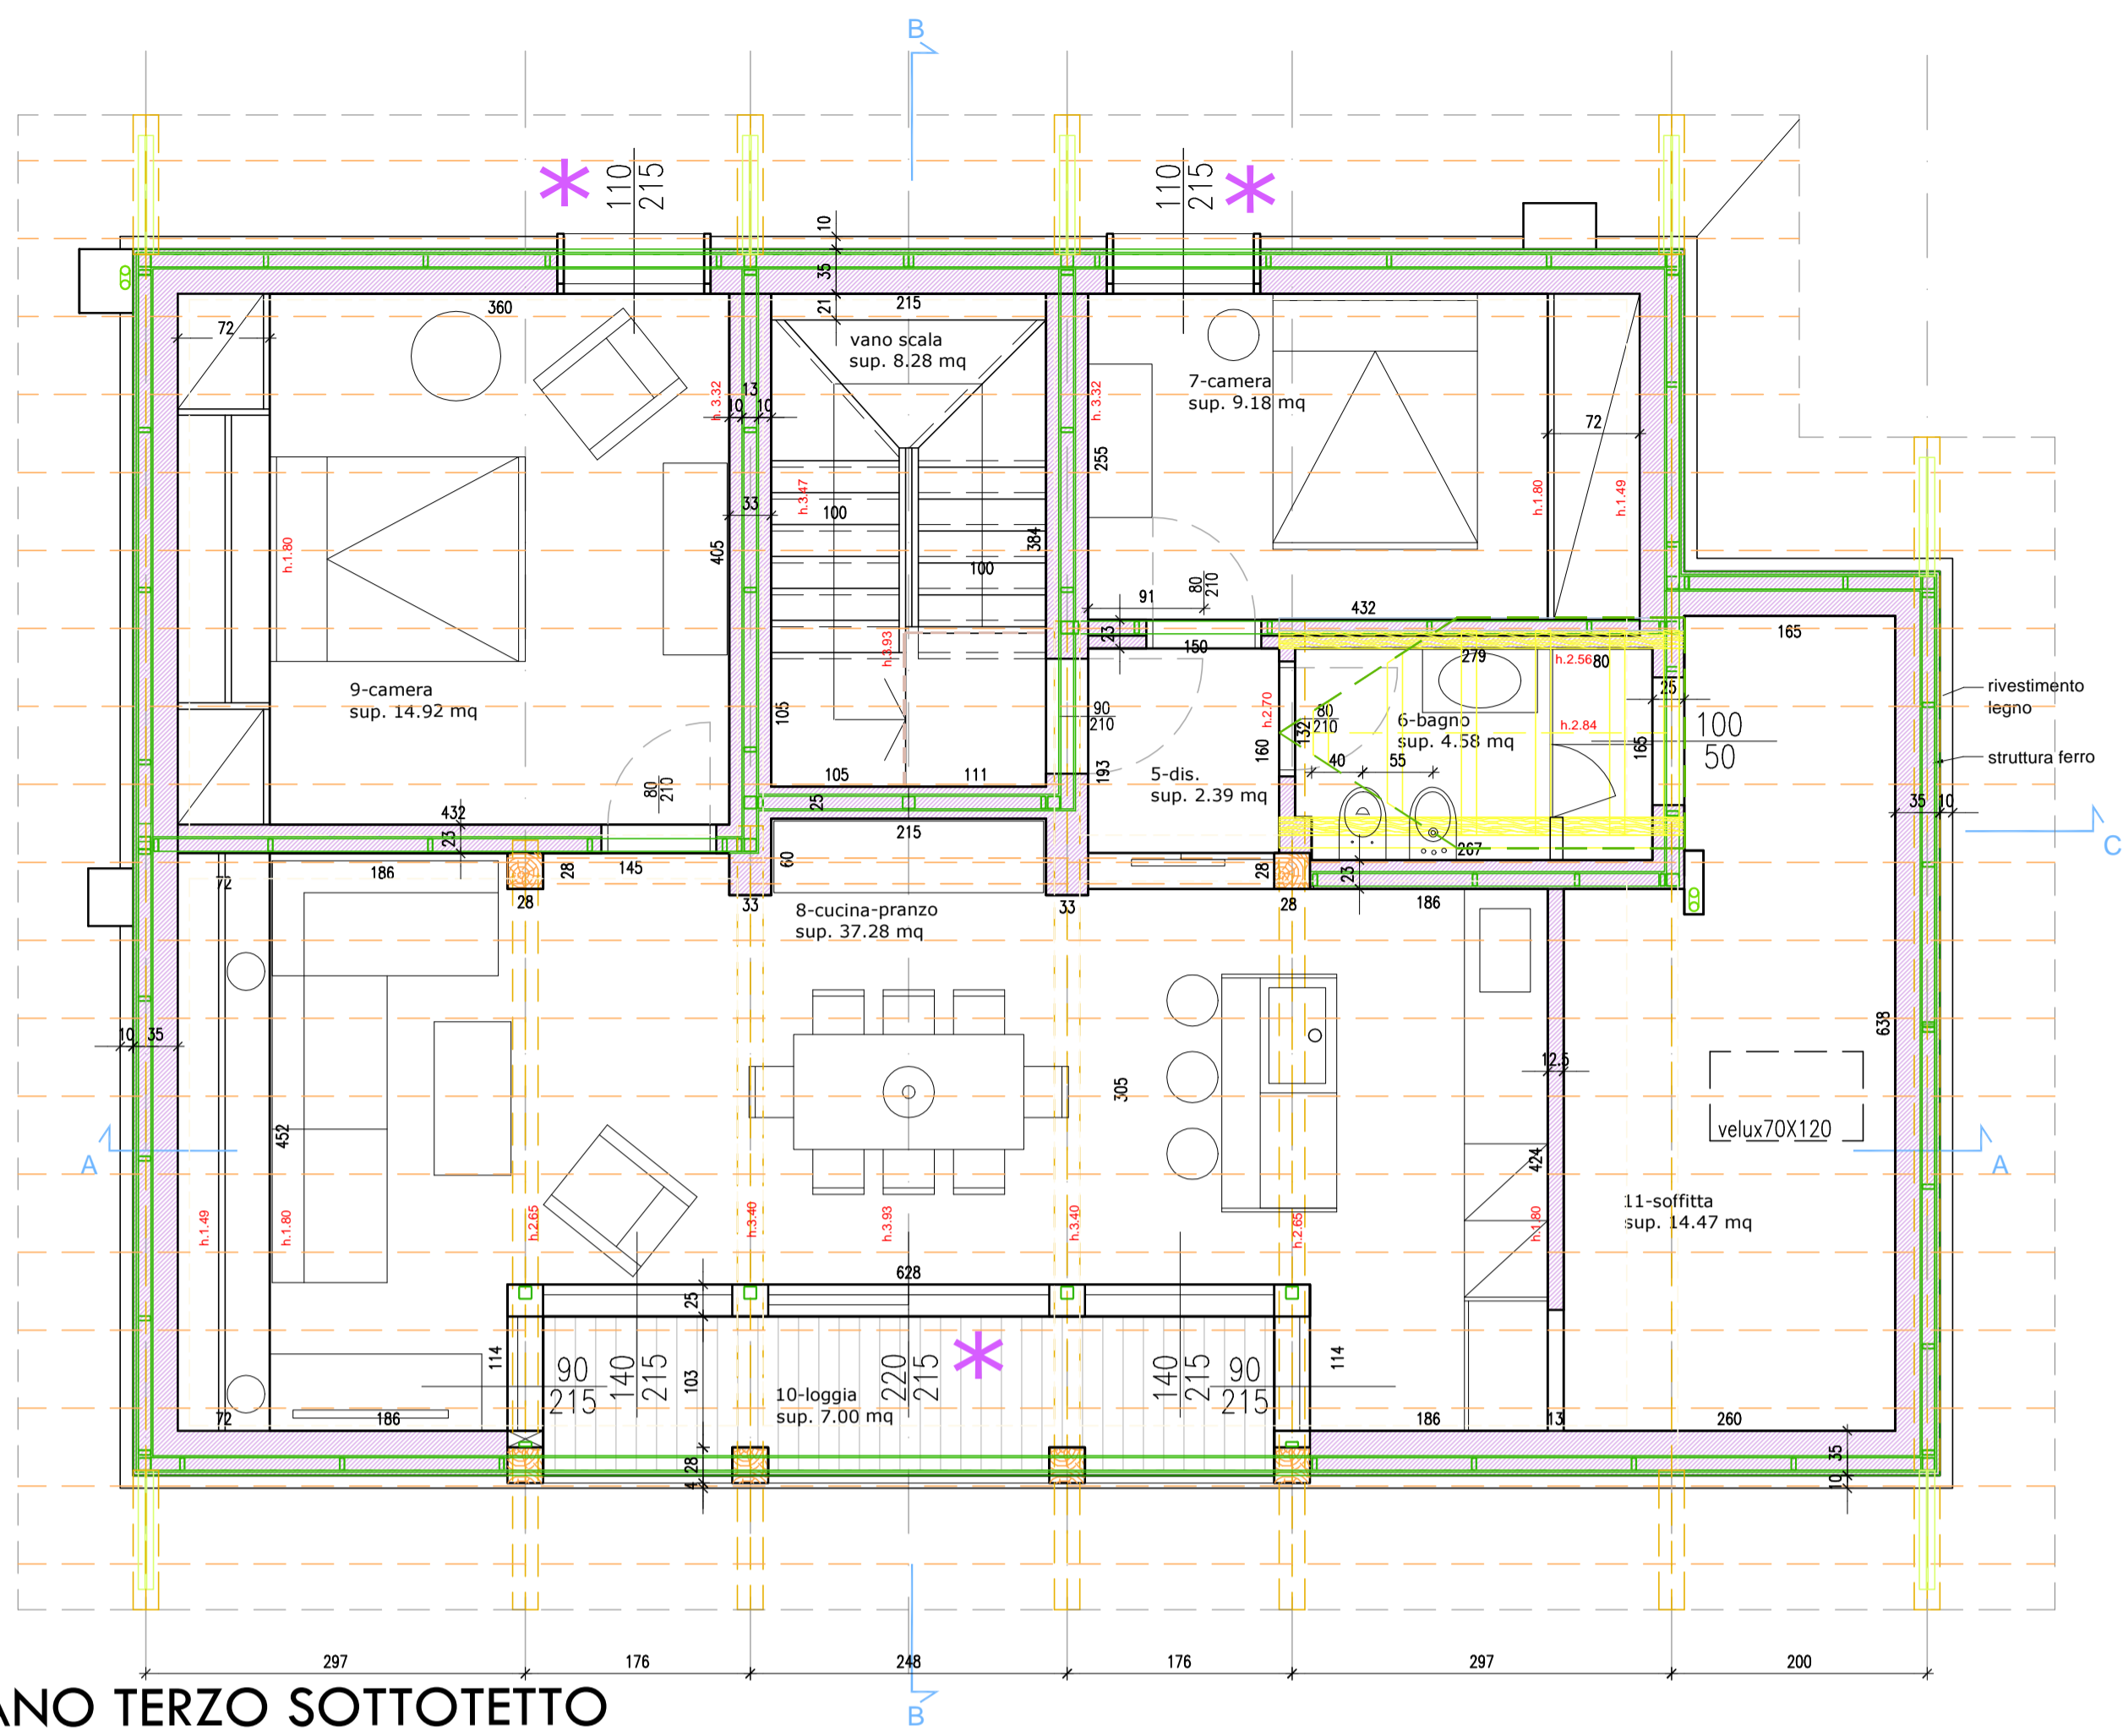 B
110
215
110
215
10
35
21
360
215
72
vano scala
sup. 8.28 mq
7-camera
sup. 9.18 mq
h. 3.32
13
10
10
h. 3.32
72
255
h.1.80
h.1.49
h.3.47
33
100
h.1.80
405
384
100
80
210
91
432
23
150
165
h.3.93
279
h.2.56
80
25
rivestimento
legno
9-camera
sup. 14.92 mq
105
90
210
h.2.70
80
210
132
6-bagno
sup. 4.58 mq
h.2.84
165
100
50
struttura ferro
160
193
5-dis.
sup. 2.39 mq
40
55
105
111
80
210
25
35
10
C
432
23
215
267
72
186
28
145
60
28
23
28
33
33
28
186
8-cucina-pranzo
sup. 37.28 mq
10
35
638
12.5
305
velux70X120
452
424
A
A
h.1.49
h.1.80
h.2.65
h.3.40
h.3.93
h.3.40
h.2.65
h.1.80
11-soffitta
sup. 14.47 mq
628
25
114
90
215
140
215
103
220
215
140
215
90
215
114
10-loggia
sup. 7.00 mq
72
186
186
13
260
28
4
35
10
297
176
248
176
297
200
ANO TERZO SOTTOTETTO
B